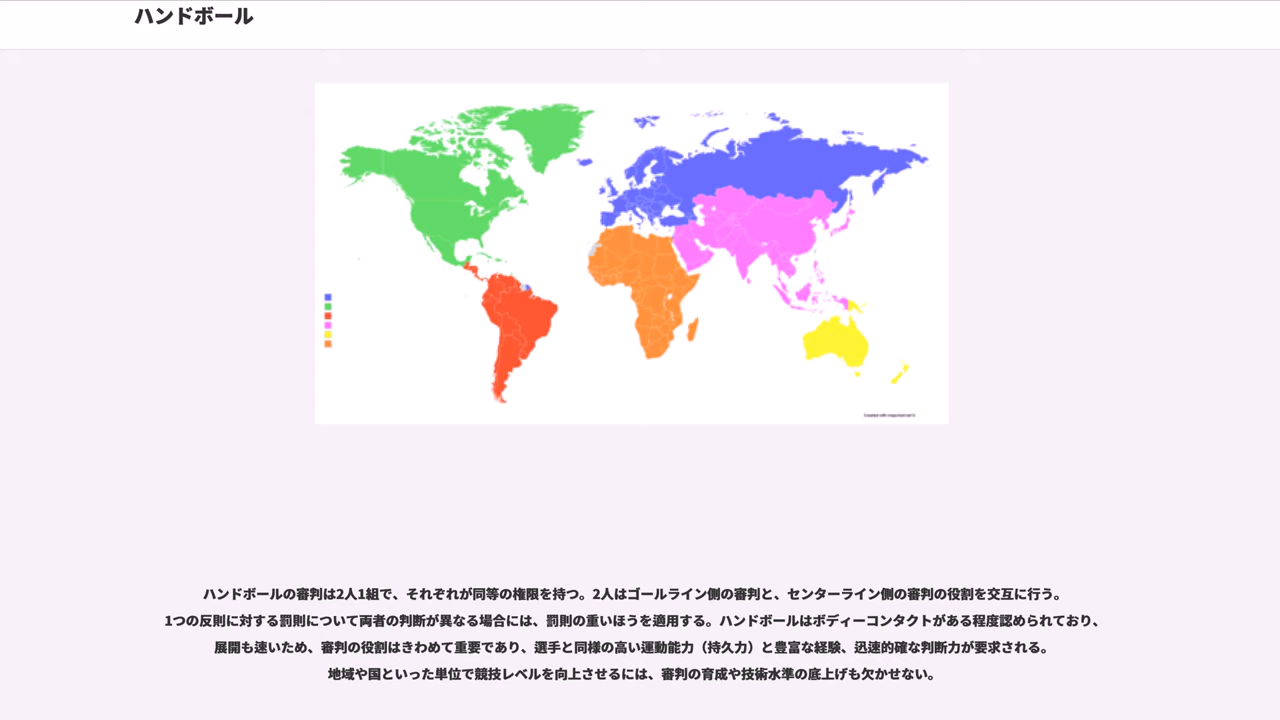 ハンドボール
ハンドボールの審判は2人1組で、それぞれが同等の権限を持つ。2人はゴールライン側の審判と、センターライン側の審判の役割を交互に行う。
1つの反則に対する罰則について両者の判断が異なる場合には、罰則の重いほうを適用する。ハンドボールはボディーコンタクトがある程度認められており、
展開も速いため、審判の役割はきわめて重要であり、選手と同様の高い運動能力（持久力）と豊富な経験、迅速的確な判断力が要求される。
地域や国といった単位で競技レベルを向上させるには、審判の育成や技術水準の底上げも欠かせない。